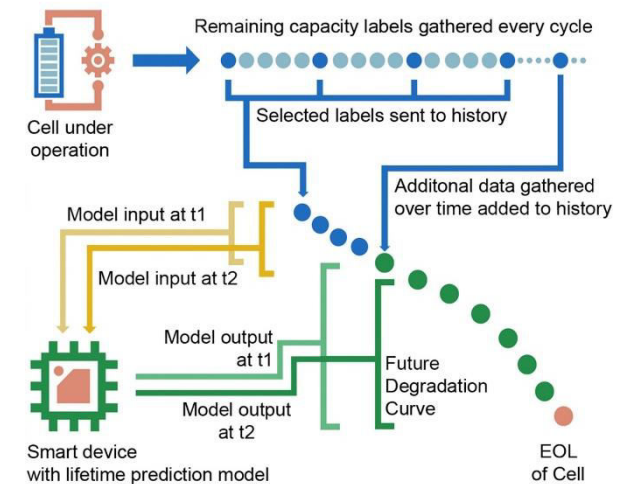 Remaining capacity labels gathered every cycle
Cell under
operation
Selected labels sent to history
Additonal data gathered
over time added to history
Model input at t1
Model input at t2
Model output
at t1
Model output
at t2
Future
Degradation
Curve
Smart device
with lifetime prediction model
EOL
of Cell